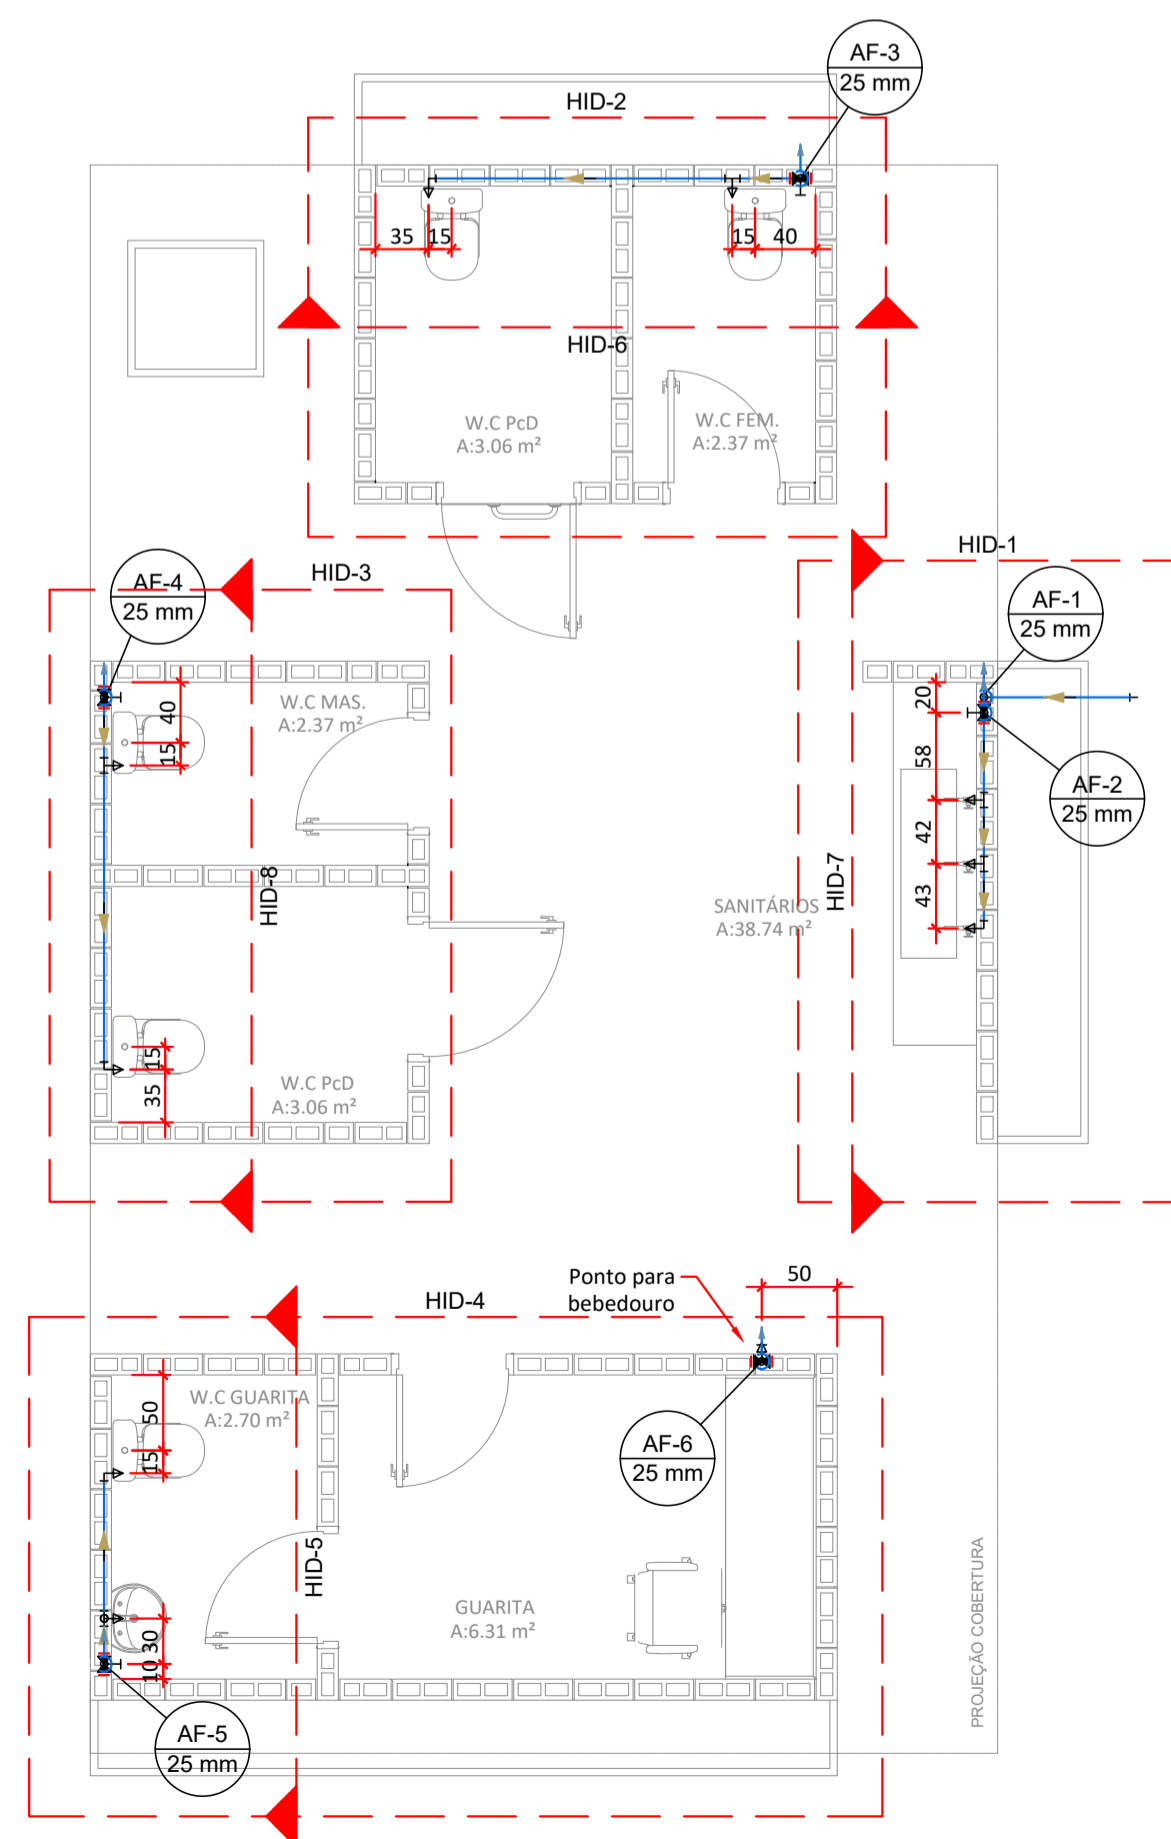 AF-3
25 mm
HID-2
35
15
15
40
HID-6
W.C PcD
A:3.06 m²
W.C FEM.
A:2.37 m²
HID-1
HID-3
AF-4
25 mm
AF-1
25 mm
W.C MAS.
A:2.37 m²
40
15
20
58
42
43
AF-2
25 mm
HID-8
HID-7
SANITÁRIOS
A:38.74 m²
15
35
W.C PcD
A:3.06 m²
Ponto para
bebedouro
50
HID-4
W.C GUARITA
A:2.70 m²
50
15
AF-6
25 mm
HID-5
GUARITA
A:6.31 m²
30
10
PROJEÇÃO COBERTURA
AF-5
25 mm